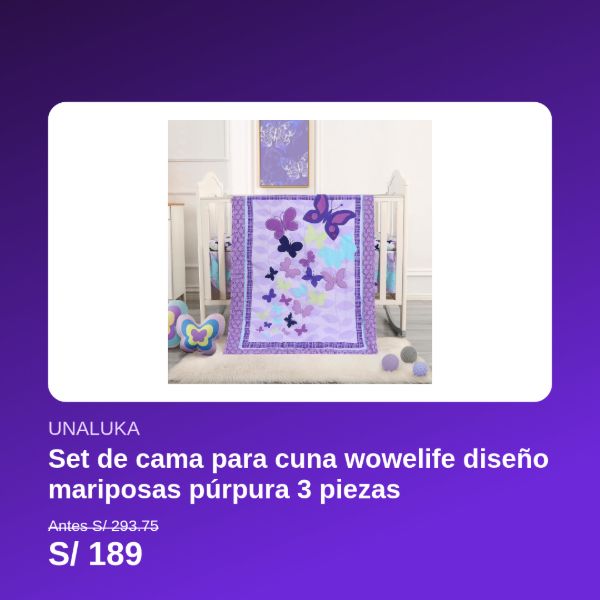 UNALUKA
Set de cama para cuna wowelife diseño
mariposas púrpura 3 piezas
Antes S/ 293.75
S/ 189